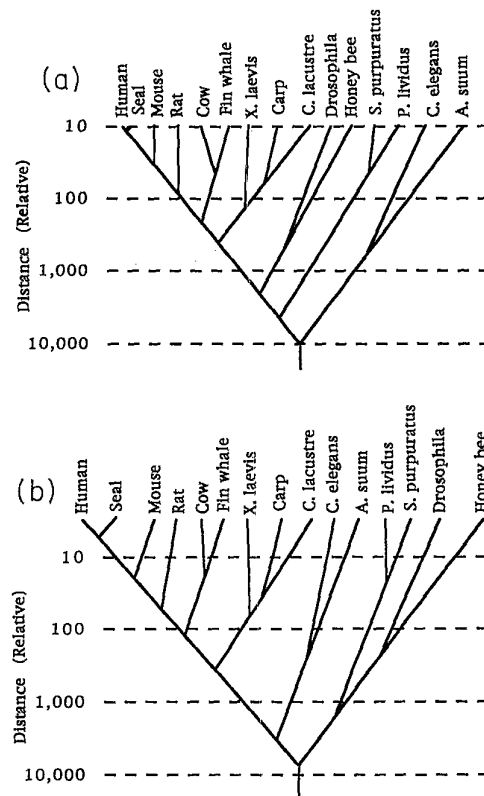 (a)
Human
Seal
Mouse
Rat
Cow
Fin whale
X. laevis
Carp
C. lacustre
Drosophila
Honey bee
S. purpuratus
P. lividus
C. elegans
A. suum
Distance (Relative)
10
100
1,000
10,000
(b)
Human
Seal
Mouse
Rat
Cow
Fin whale
X. laevis
Carp
C. lacustre
C. elegans
A. suum
P. lividus
S. purpuratus
Drosophila
Honey bee
Distance (Relative)
10
100
1,000
10,000